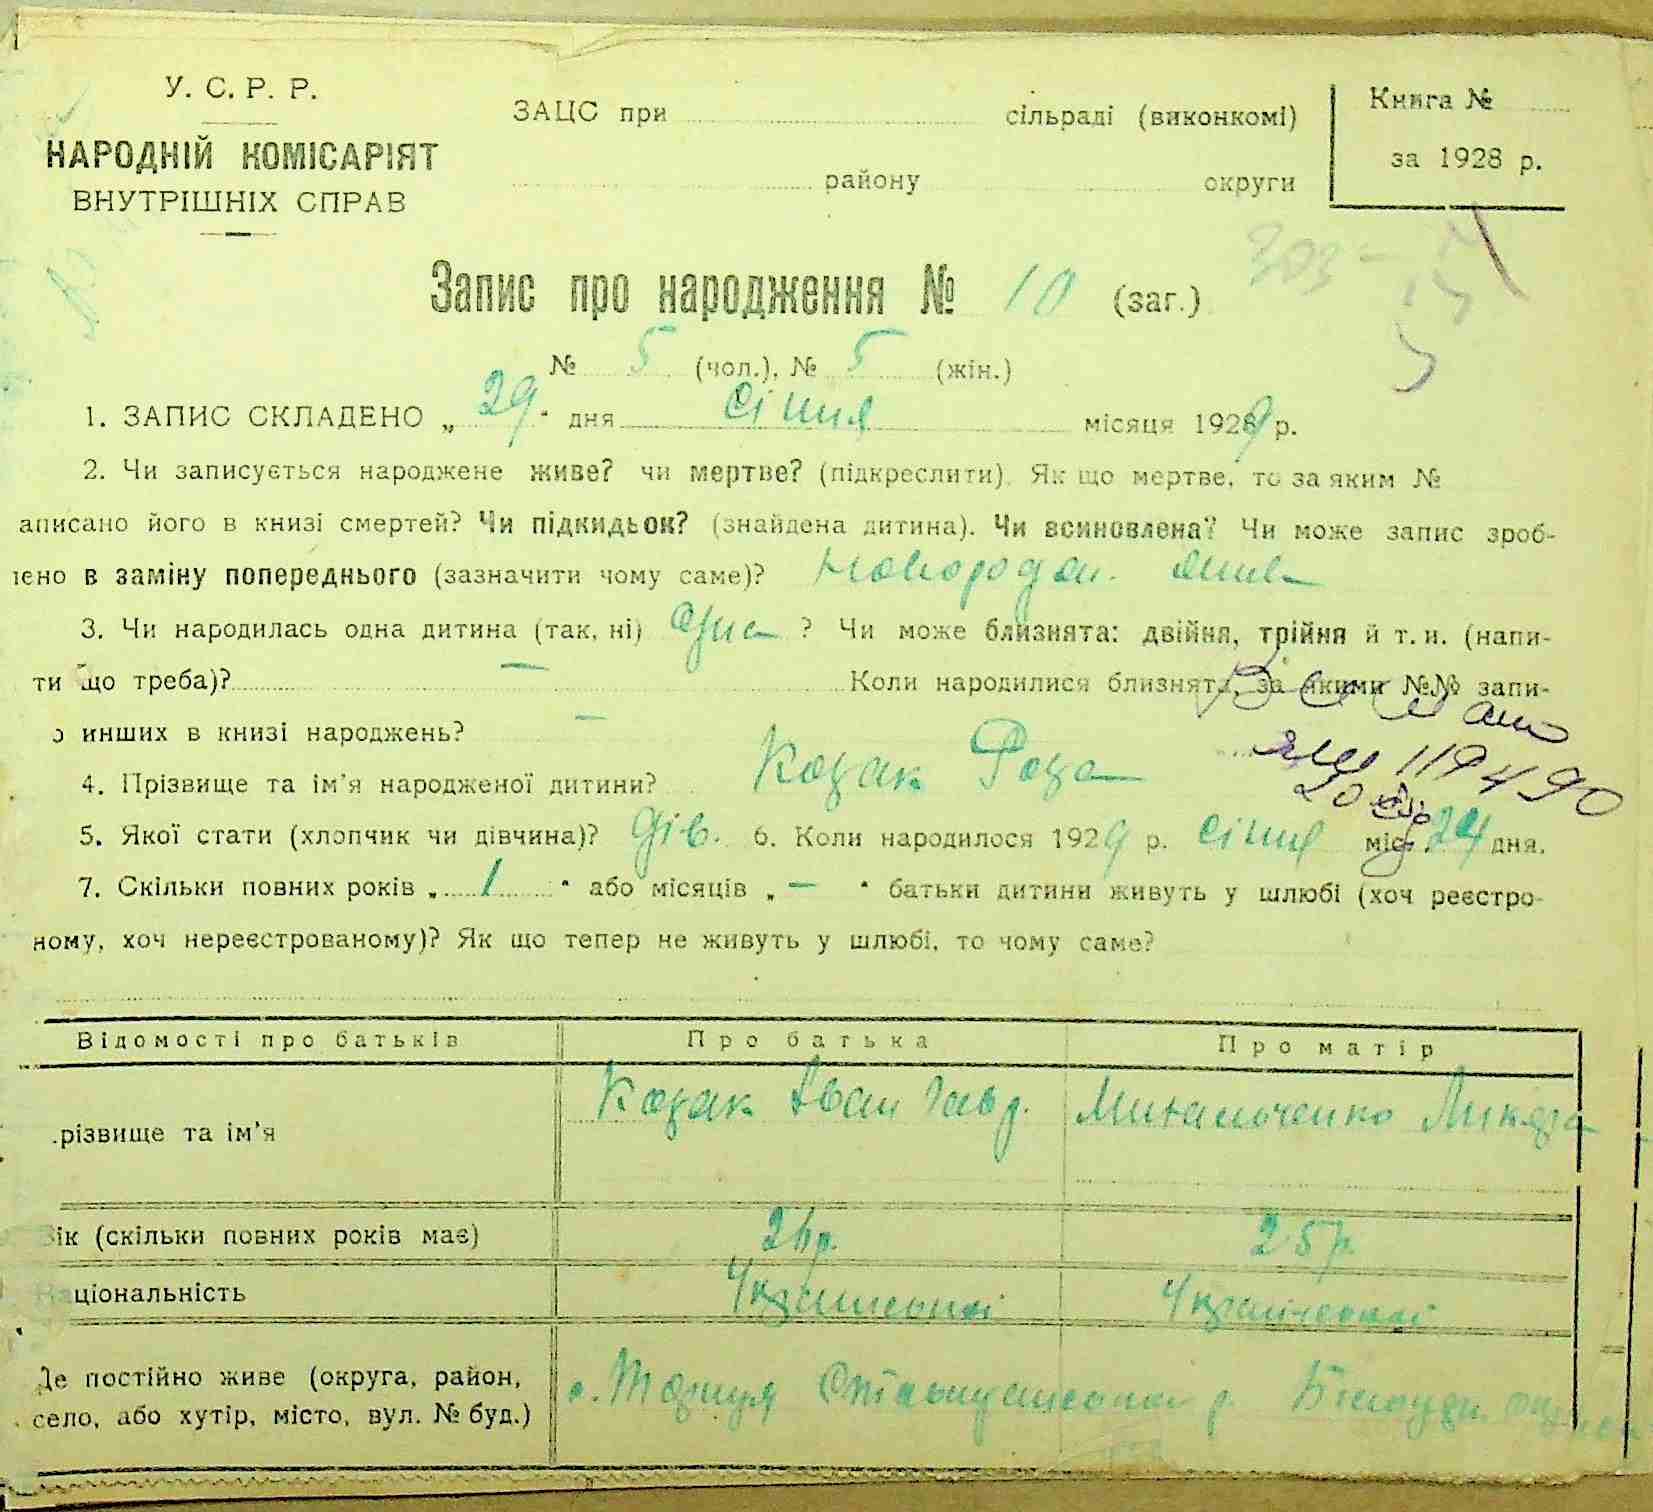 У. С. Р. Р.
НАРОДНІЙ КОМІСАРІЯТ
ВНУТРІШНІХ СПРАВ
ЗАЦС при сільраді (виконкомі)
району округи
Книга №
за 1928 р.
Запис про народження № 10 (заг.)
№ 5 (чол.), № 5 (жін.)
1. ЗАПИС СКЛАДЕНО „ 29 " дня Січня місяця 1929 р.
2. Чи записується народжене живе? чи мертве? (підкреслити). Як що мертве, то за яким №
аписано його в книзі смертей? Чи підкидьок? (знайдена дитина). Чи всиновлена? Чи може запис зроб-
лено в заміну попереднього (зазначити чому саме)?
3. Чи народилась одна дитина (так, ні) Одна ? Чи може близнята: двійня, трійня й т. и. (напи-
ти що треба)? — Коли народилися близнята, за якими №№ запи-
о инших в книзі народжень? —
4. Прізвище та ім'я народженої дитини? Козак Роза
119490
5. Якої стати (хлопчик чи дівчина)? Дів. 6. Коли народилося 1929 р. Січня міс. 24 дня.
7. Скільки повних років „ 1 " або місяців „ — " батьки дитини живуть у шлюбі (хоч реєстро-
ному, хоч нереєстрованому)? Як що тепер не живуть у шлюбі, то чому саме?
Відомості про батьків Про батька Про матір
різвище та ім'я Козак Іван Гавр. Михальченко Ликера
Вік (скільки повних років має) 26 р. 25 р.
Національність
Де постійно живе (округа, район,
село, або хутір, місто, вул. № буд.)